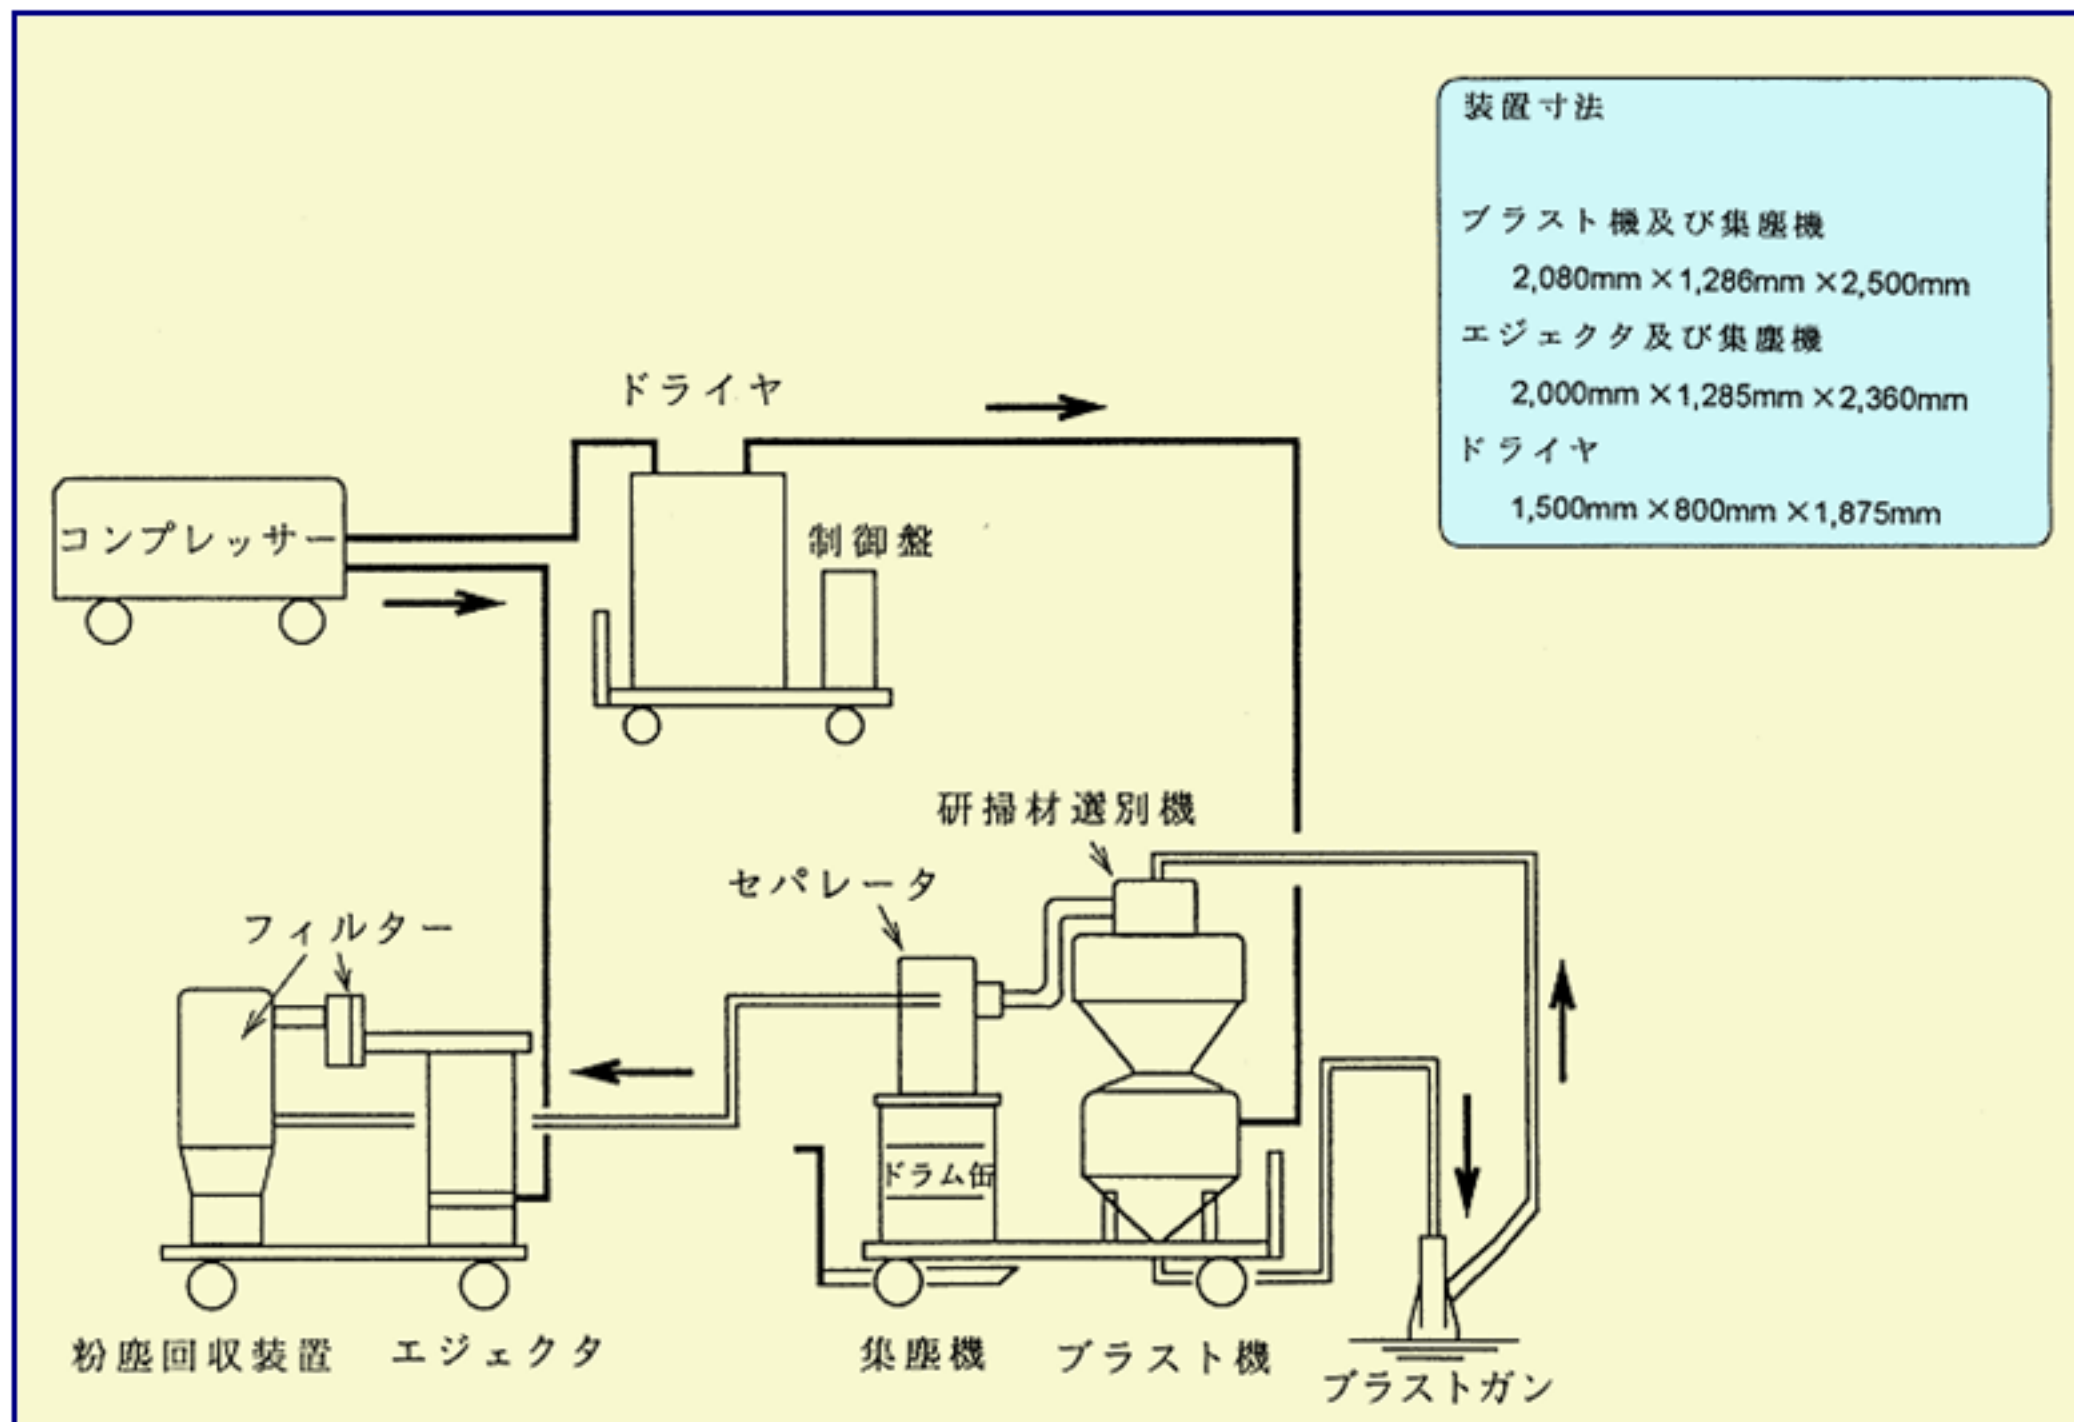 装置寸法
ブラスト機及び集塵機
2,080mm×1,286mm×2,500mm
エジェクタ及び集塵機
2,000mm×1,285mm×2,360mm
ドライヤ
1,500mm×800mm×1,875mm
ドライヤ
コンプレッサー
制御盤
研掃材選別機
セパレータ
フィルター
ドラム缶
粉塵回収装置
エジェクタ
集塵機
ブラスト機
ブラストガン